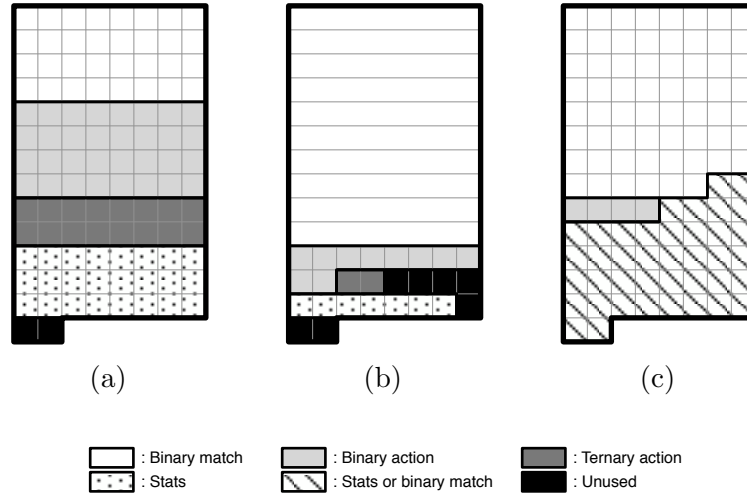 (a) (b) (c)
: Binary match : Binary action : Ternary action
: Stats : Stats or binary match : Unused